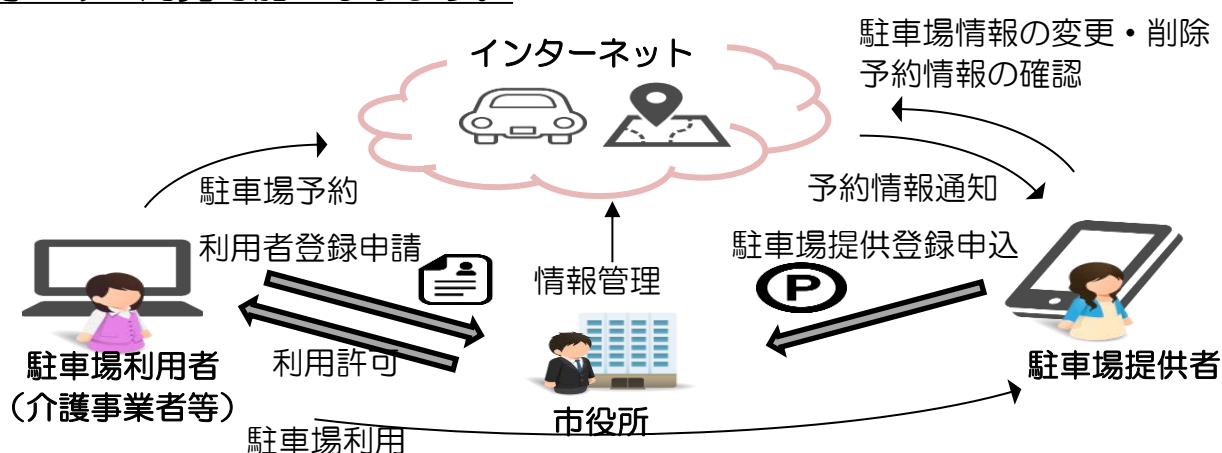 インターネット
駐車場情報の変更・削除
予約情報の確認
駐車場予約
予約情報通知
利用者登録申請
駐車場提供登録申込
情報管理
P
利用許可
駐車場利用者
(介護事業者等)
市役所
駐車場提供者
駐車場利用